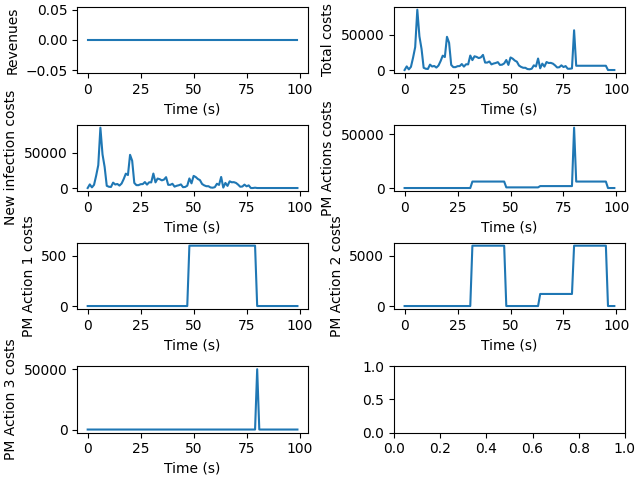 Revenues
0.05
0.00
−0.05
0 25 50 75 100
Time (s)
Total costs
50000
0
0 25 50 75 100
Time (s)
New infection costs
50000
0
0 25 50 75 100
Time (s)
PM Actions costs
50000
0
0 25 50 75 100
Time (s)
PM Action 1 costs
500
0
0 25 50 75 100
Time (s)
PM Action 2 costs
5000
0
0 25 50 75 100
Time (s)
PM Action 3 costs
50000
0
0 25 50 75 100
Time (s)
1.0
0.5
0.0
0.0 0.2 0.4 0.6 0.8 1.0